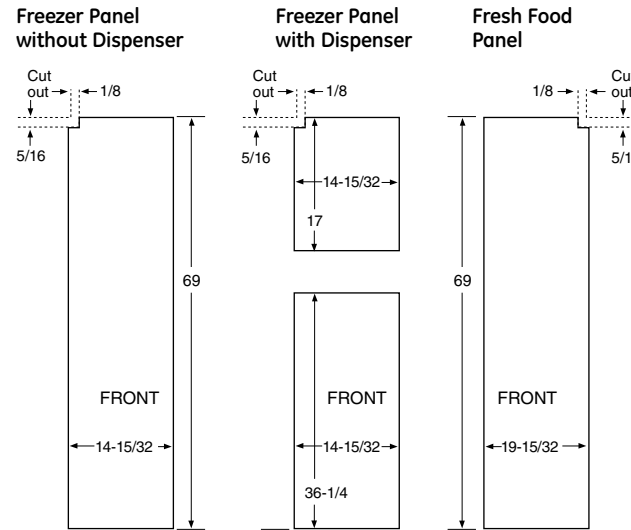 Freezer Panel
without Dispenser
Cut
out
1/8
5/16
69
FRONT
14-15/32
Freezer Panel
with Dispenser
Cut
out
1/8
5/16
14-15/32
17
FRONT
14-15/32
36-1/4
Fresh Food
Panel
1/8
out
69
FRONT
19-15/32